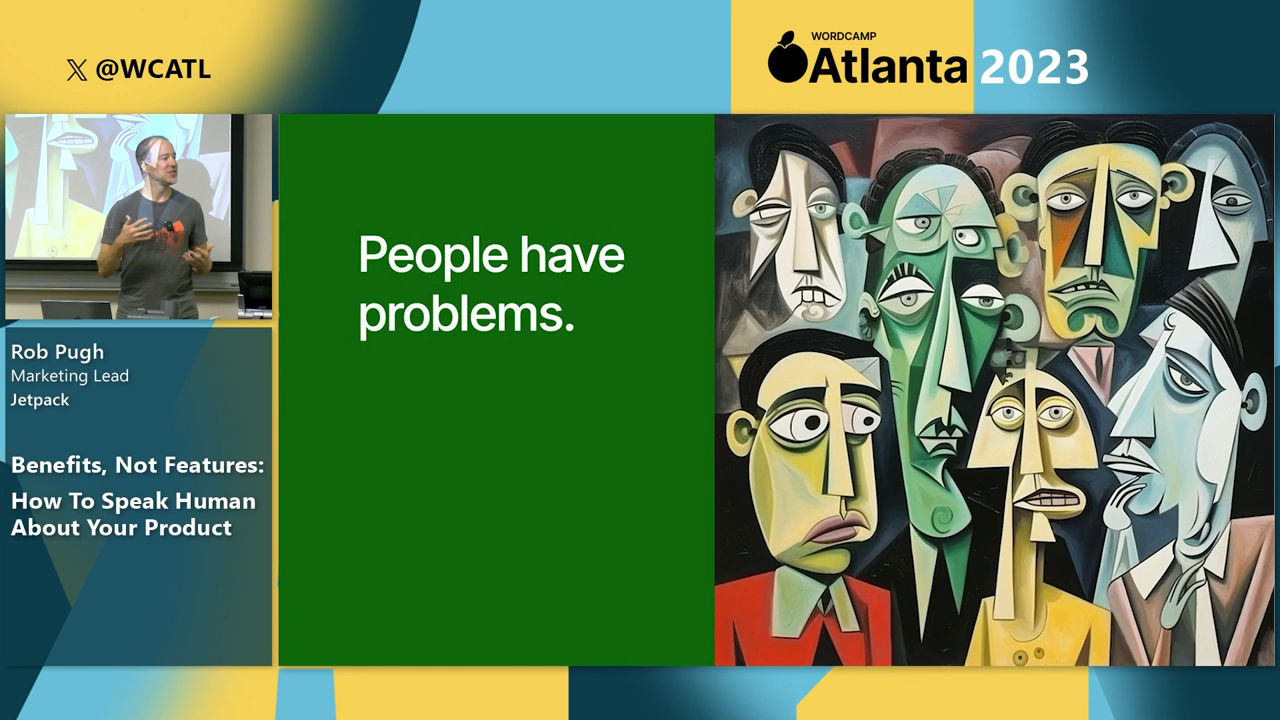 𝕏 @WCATL
WORDCAMP
Atlanta 2023
People have
problems.
Rob Pugh
Marketing Lead
Jetpack
Benefits, Not Features:
How To Speak Human
About Your Product